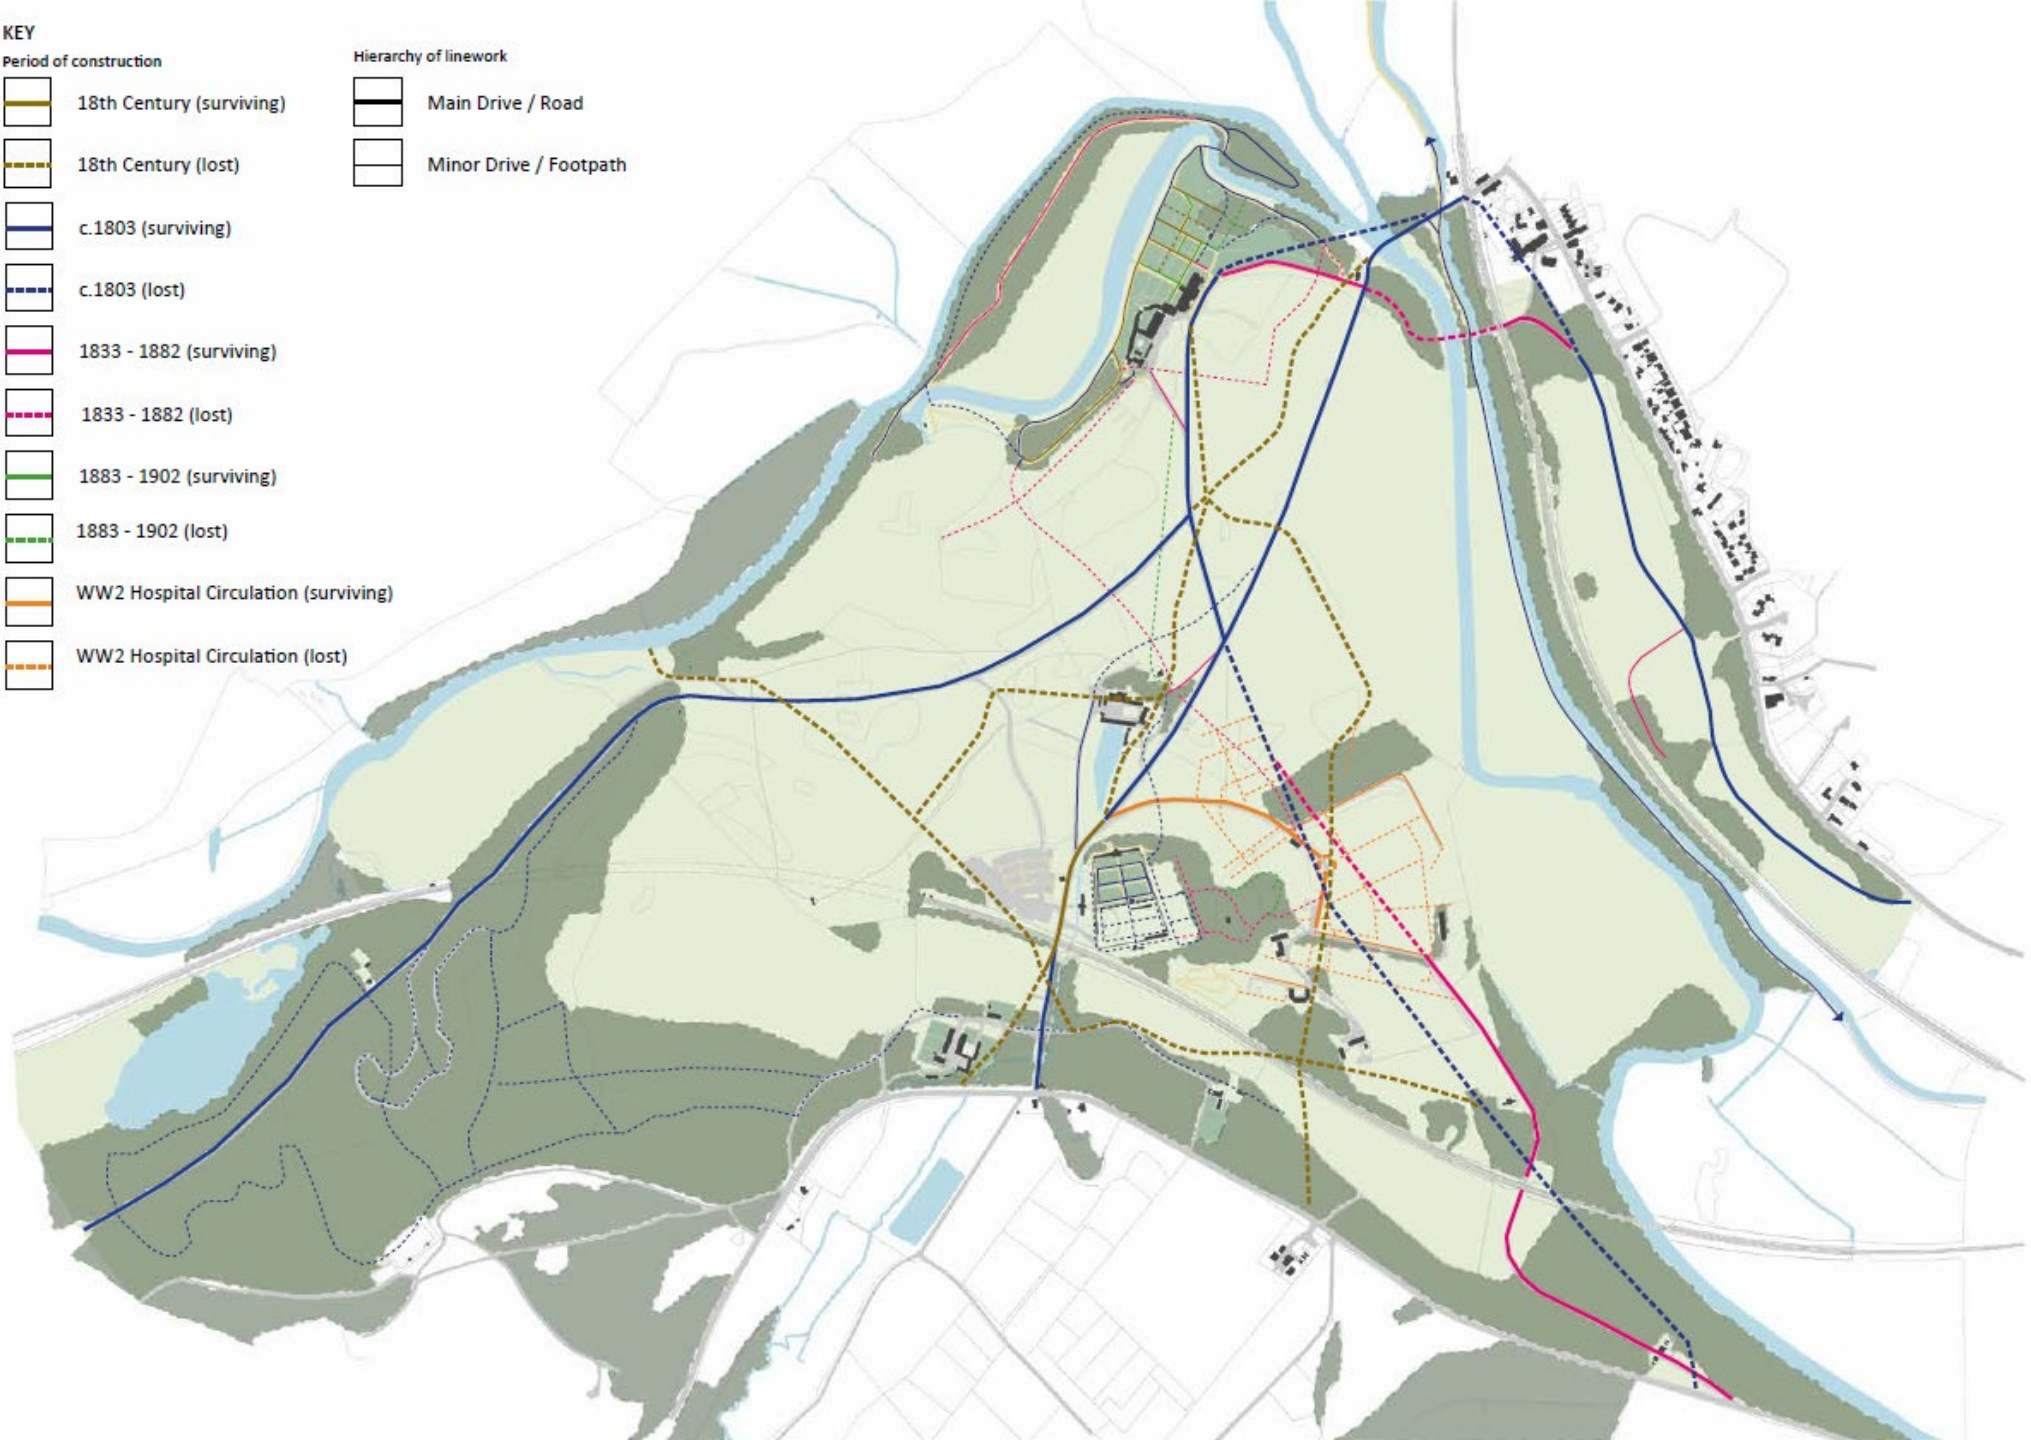 KEY
Period of construction
18th Century (surviving)
18th Century (lost)
c.1803 (surviving)
c.1803 (lost)
1833 - 1882 (surviving)
1833 - 1882 (lost)
1883 - 1902 (surviving)
1883 - 1902 (lost)
WW2 Hospital Circulation (surviving)
WW2 Hospital Circulation (lost)
Hierarchy of linework
Main Drive / Road
Minor Drive / Footpath